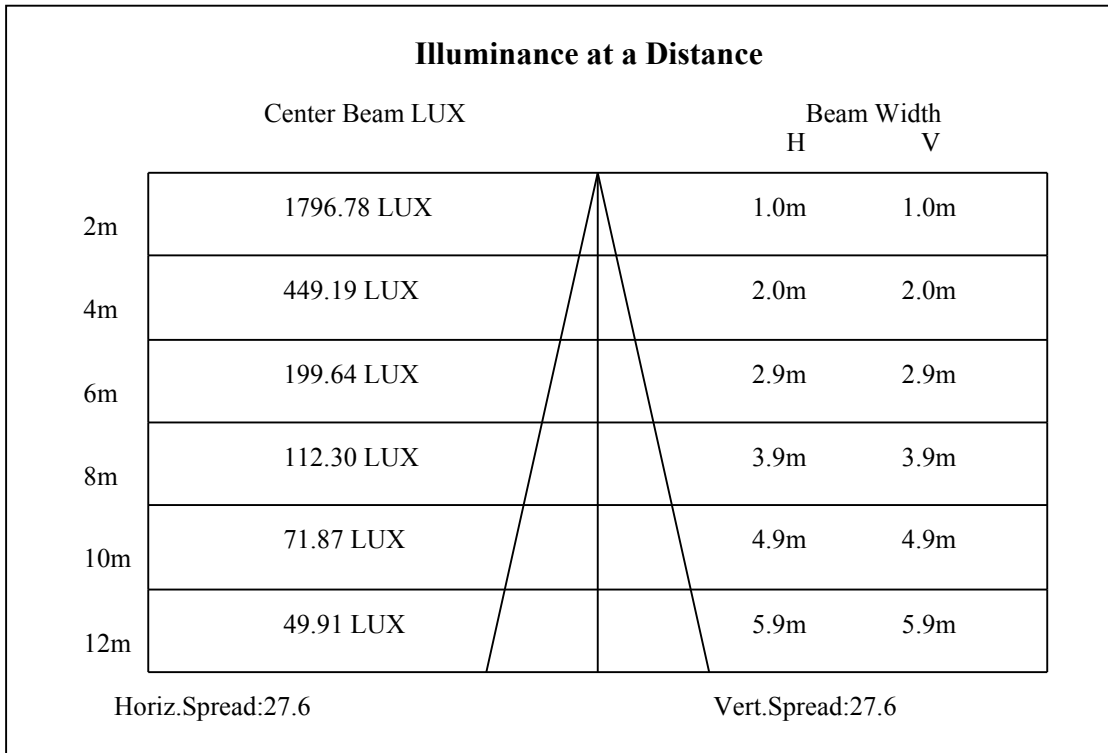 Illuminance at a Distance
Center Beam LUX Beam Width
H V
2m 1796.78 LUX 1.0m 1.0m
4m 449.19 LUX 2.0m 2.0m
6m 199.64 LUX 2.9m 2.9m
8m 112.30 LUX 3.9m 3.9m
10m 71.87 LUX 4.9m 4.9m
12m 49.91 LUX 5.9m 5.9m
Horiz.Spread:27.6 Vert.Spread:27.6